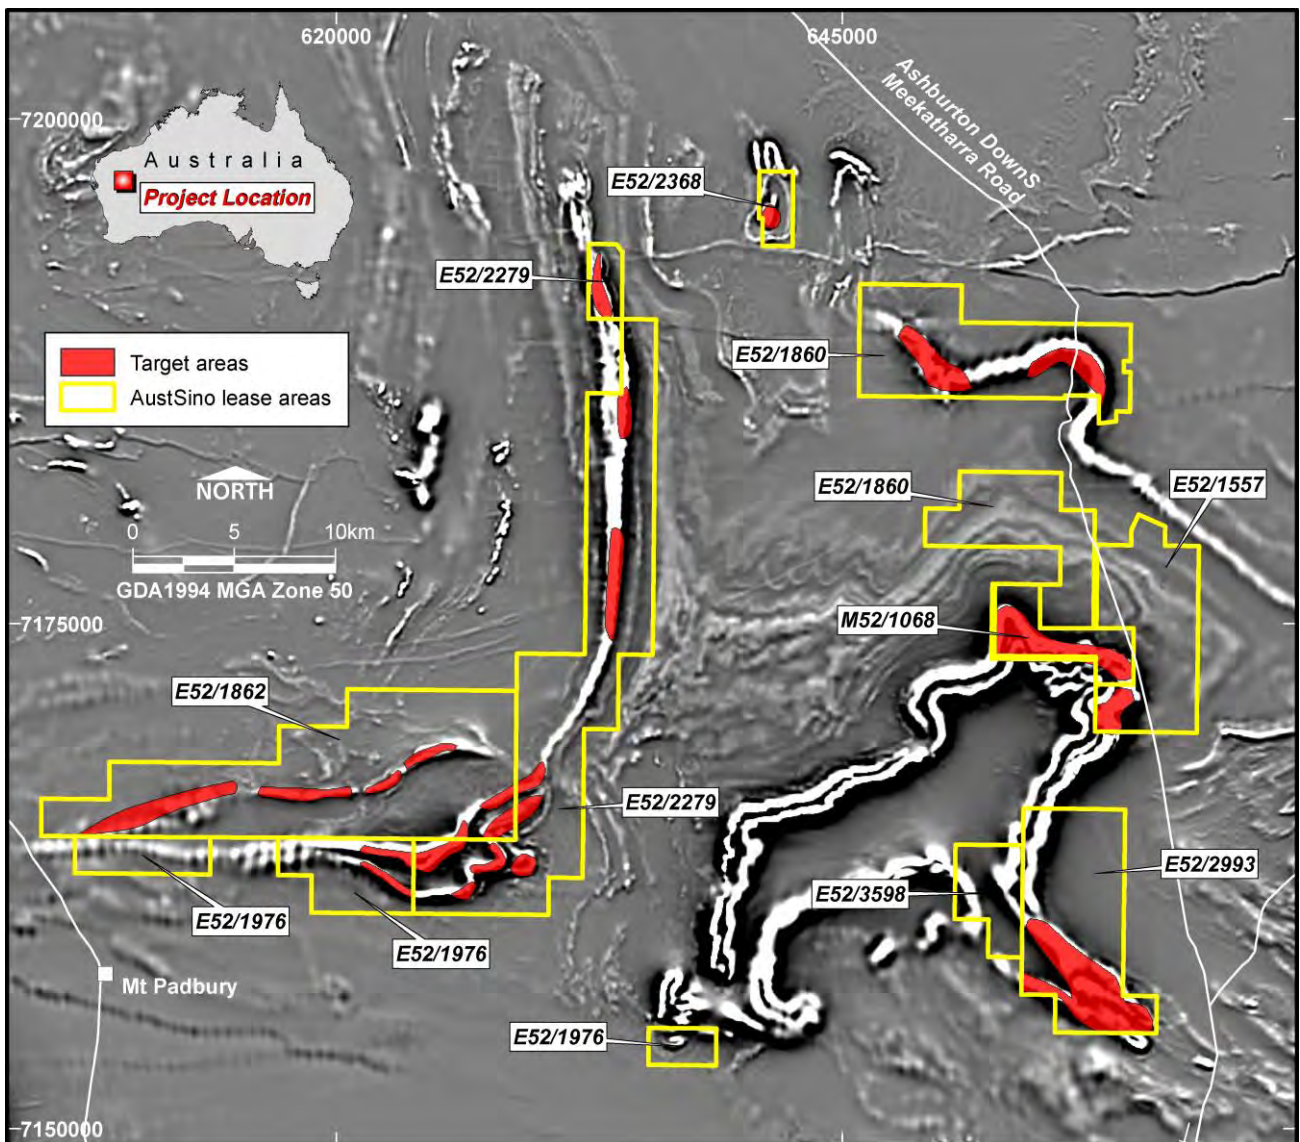 620000
645000
7200000
Australia
Project Location
Ashburton DownS
Meekatharra Road
E52/2368
E52/2279
Target areas
AustSino lease areas
E52/1860
NORTH
0 5 10km
GDA1994 MGA Zone 50
E52/1860
E52/1557
7175000
M52/1068
E52/1862
E52/2279
E52/2993
E52/3598
E52/1976
E52/1976
Mt Padbury
E52/1976
7150000